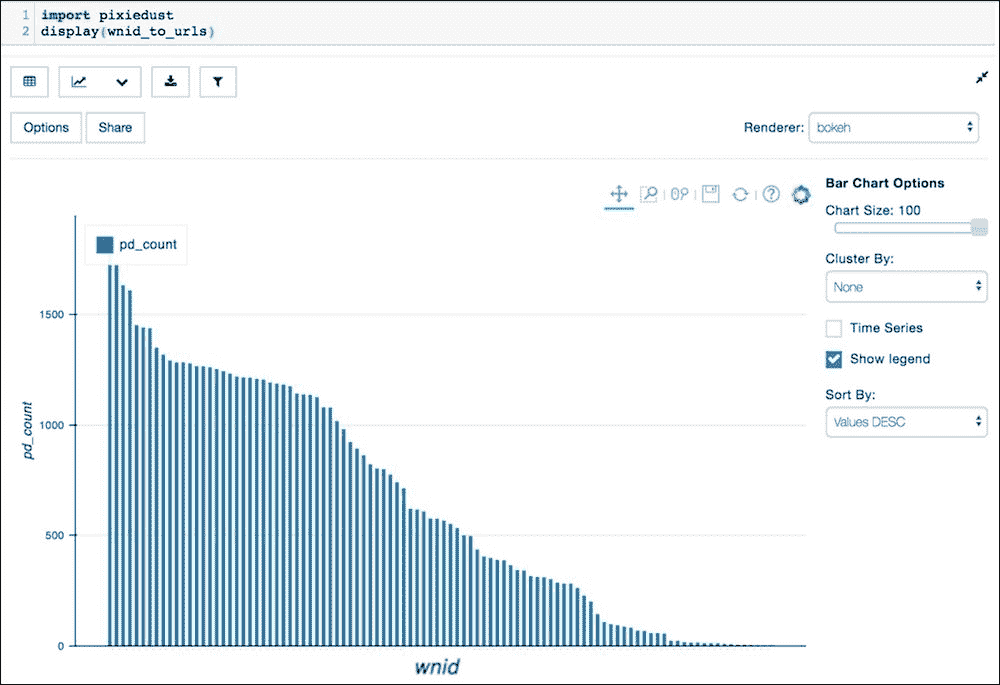 1 import pixiedust
2 display(wnid_to_urls)
Options
Share
Renderer: bokeh
Bar Chart Options
Chart Size: 100
Cluster By:
None
Time Series
Show legend
Sort By:
Values DESC
pd_count
1500
1000
500
0
pd_count
wnid